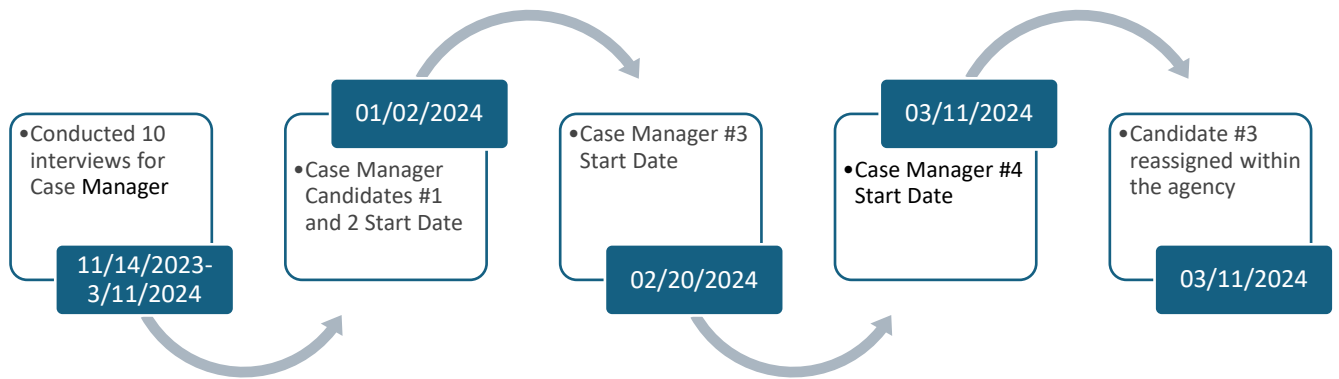 •Conducted 10
interviews for
Case Manager
11/14/2023-
3/11/2024
01/02/2024
•Case Manager
Candidates #1
and 2 Start Date
•Case Manager #3
Start Date
02/20/2024
03/11/2024
•Case Manager #4
Start Date
•Candidate #3
reassigned within
the agency
03/11/2024